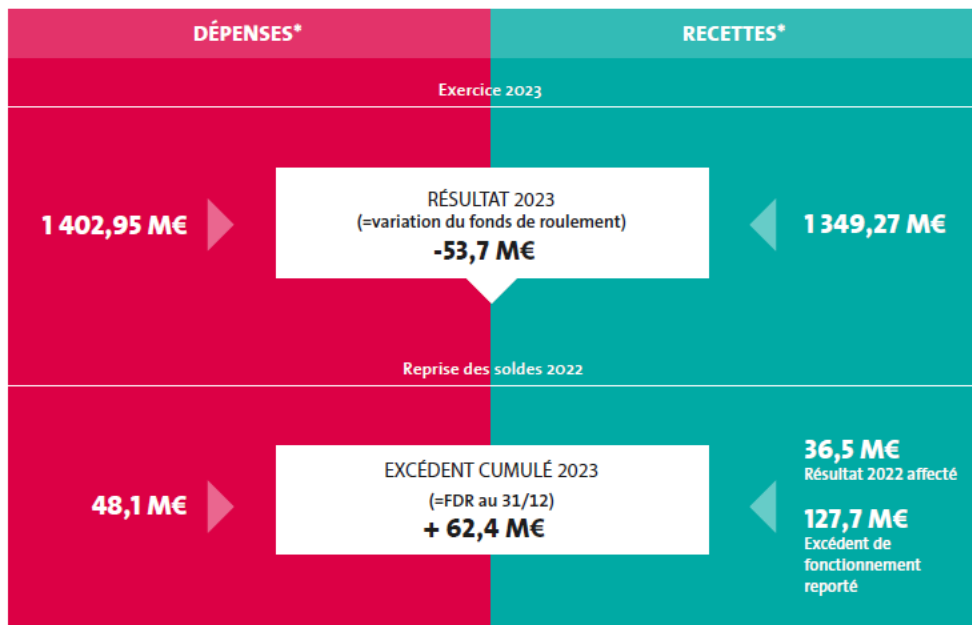 DÉPENSES*
RECETTES*
Exercice 2023
1 402,95 M€
RÉSULTAT 2023
(=variation du fonds de roulement)
-53,7 M€
1 349,27 M€
Reprise des soldes 2022
48,1 M€
EXCÉDENT CUMULÉ 2023
(=FDR au 31/12)
+ 62,4 M€
36,5 M€
Résultat 2022 affecté
127,7 M€
Excédent de
fonctionnement
reporté